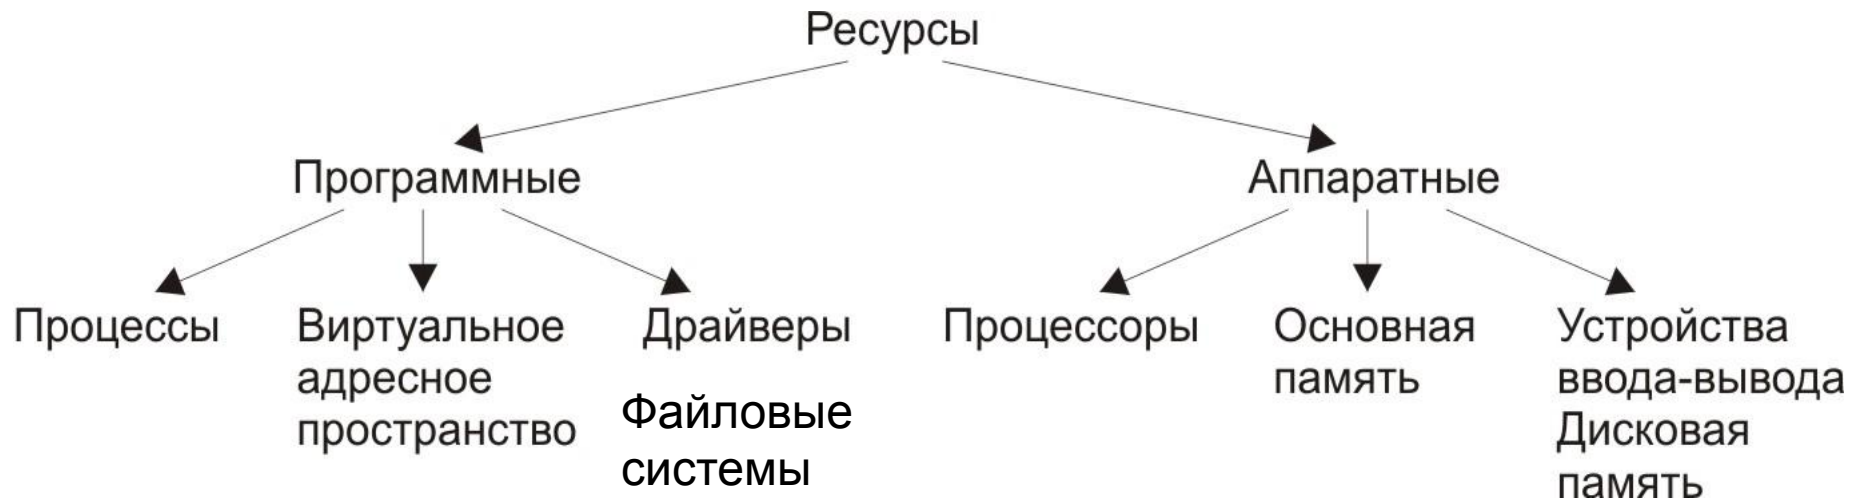 Ресурсы
Программные
Аппаратные
Процессы
Виртуальное
адресное
пространство
Драйверы
Файловые
системы
Процессоры
Основная
память
Устройства
ввода-вывода
Дисковая
память